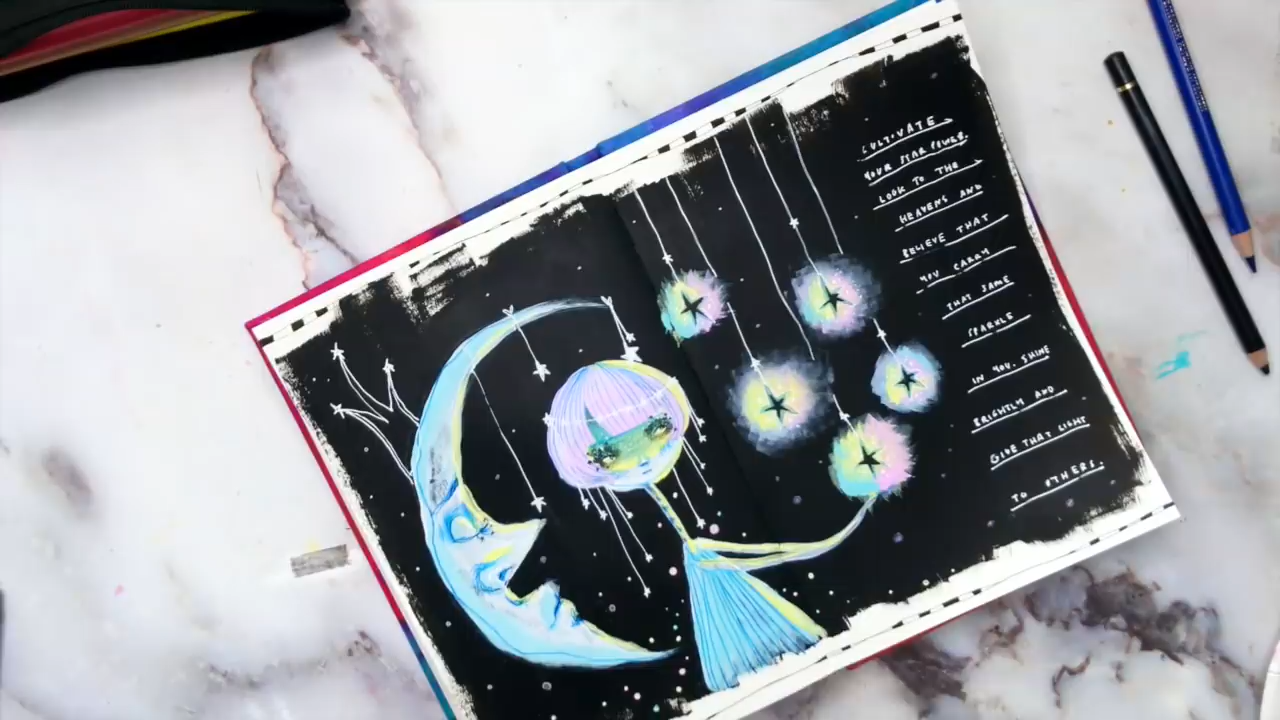 CULTIVATE
YOUR STAR POWER.
LOOK TO THE
HEAVENS AND
BELIEVE THAT
YOU CARRY
THAT SAME
SPARKLE
IN YOU. SHINE
BRIGHTLY AND
GIVE THAT LIGHT
TO OTHERS.